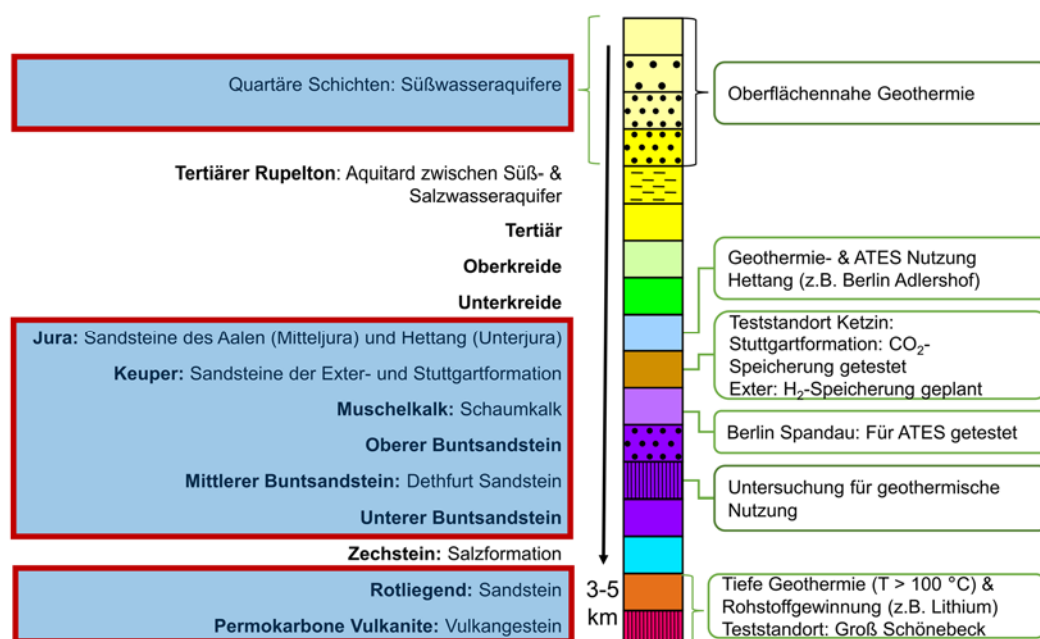 Quartäre Schichten: Süßwasseraquifere
Oberflächennahe Geothermie
Tertiärer Rupelton: Aquitard zwischen Süß- &
Salzwasseraquifer
Tertiär
Oberkreide
Unterkreide
Geothermie- & ATES Nutzung
Hettang (z.B. Berlin Adlershof)
Jura: Sandsteine des Aalen (Mitteljura) und Hettang (Unterjura)
Keuper: Sandsteine der Exter- und Stuttgartformation
Teststandort Ketzin:
Stuttgartformation: CO₂-
Speicherung getestet
Exter: H₂-Speicherung geplant
Muschelkalk: Schaumkalk
Oberer Buntsandstein
Berlin Spandau: Für ATES getestet
Mittlerer Buntsandstein: Dethfurt Sandstein
Unterer Buntsandstein
Untersuchung für geothermische
Nutzung
Zechstein: Salzformation
Rotliegend: Sandstein
Permokarbone Vulkanite: Vulkangestein
3-5
km
Tiefe Geothermie (T > 100 °C) &
Rohstoffgewinnung (z.B. Lithium)
Teststandort: Groß Schönebeck